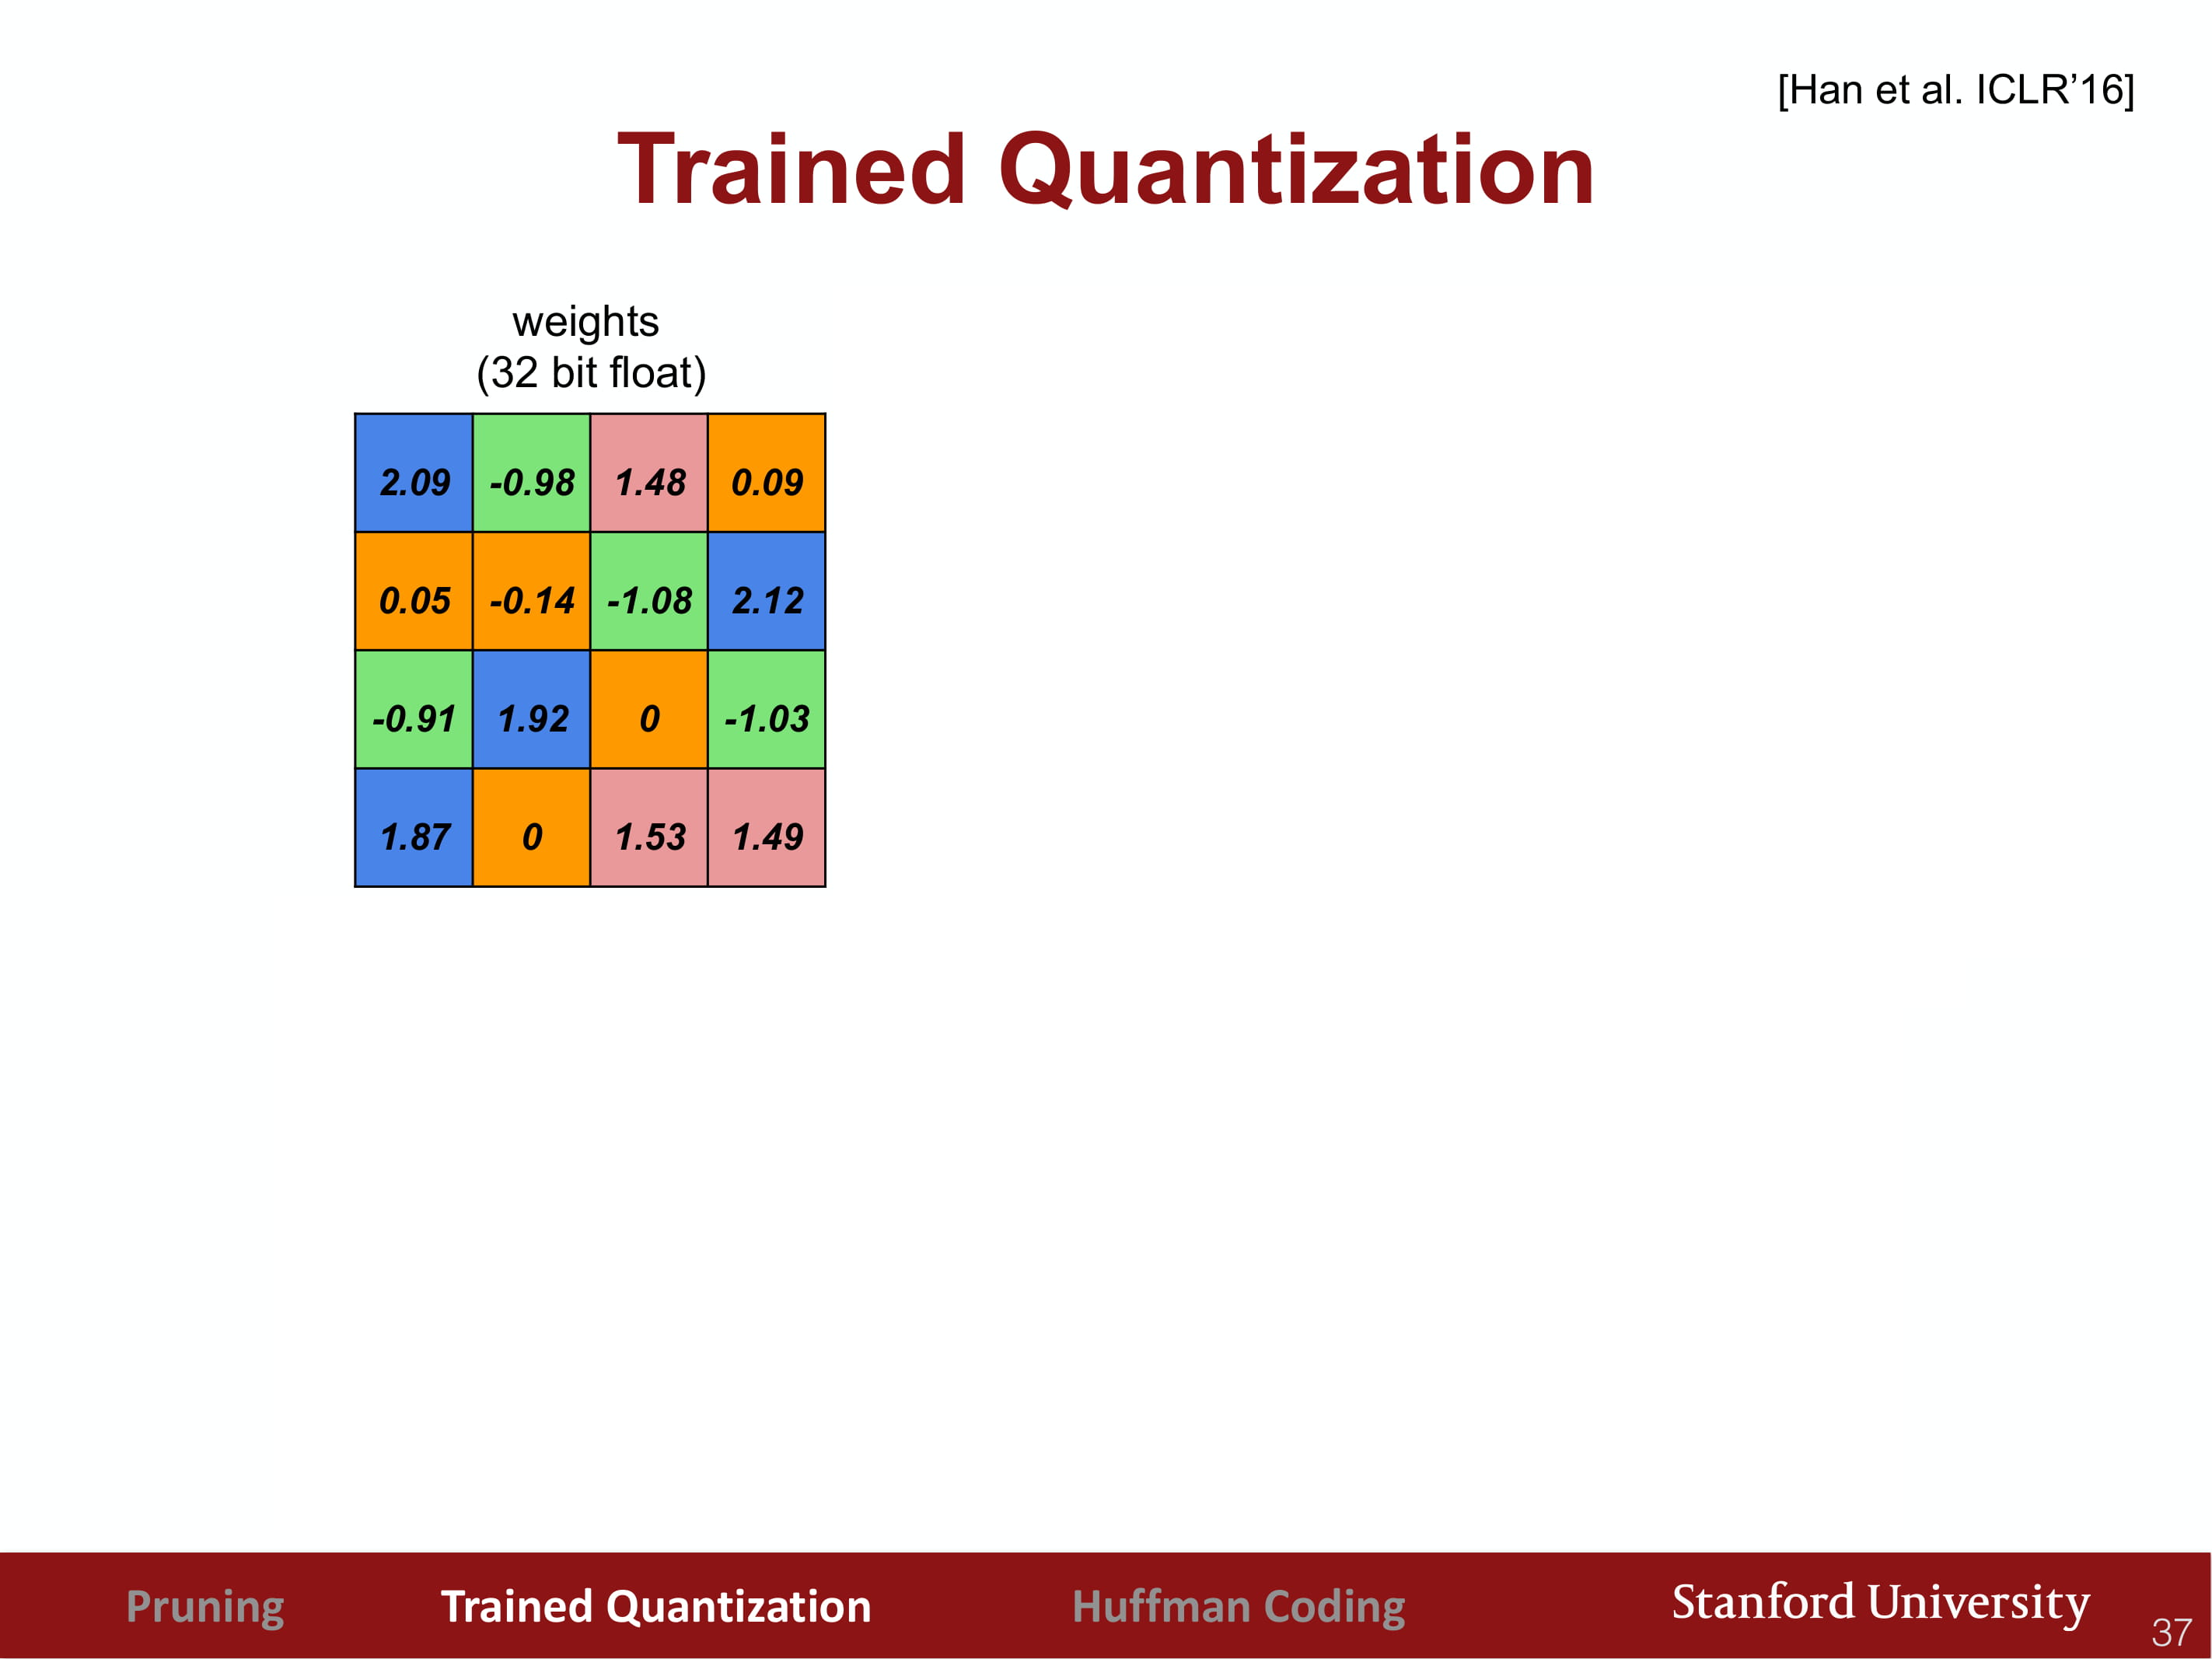 [Han et al. ICLR’16]
Trained Quantization
weights
(32 bit float)
2.09 -0.98 1.48 0.09
0.05 -0.14 -1.08 2.12
-0.91 1.92 0 -1.03
1.87 0 1.53 1.49
Pruning Trained Quantization Huffman Coding Stanford University 37